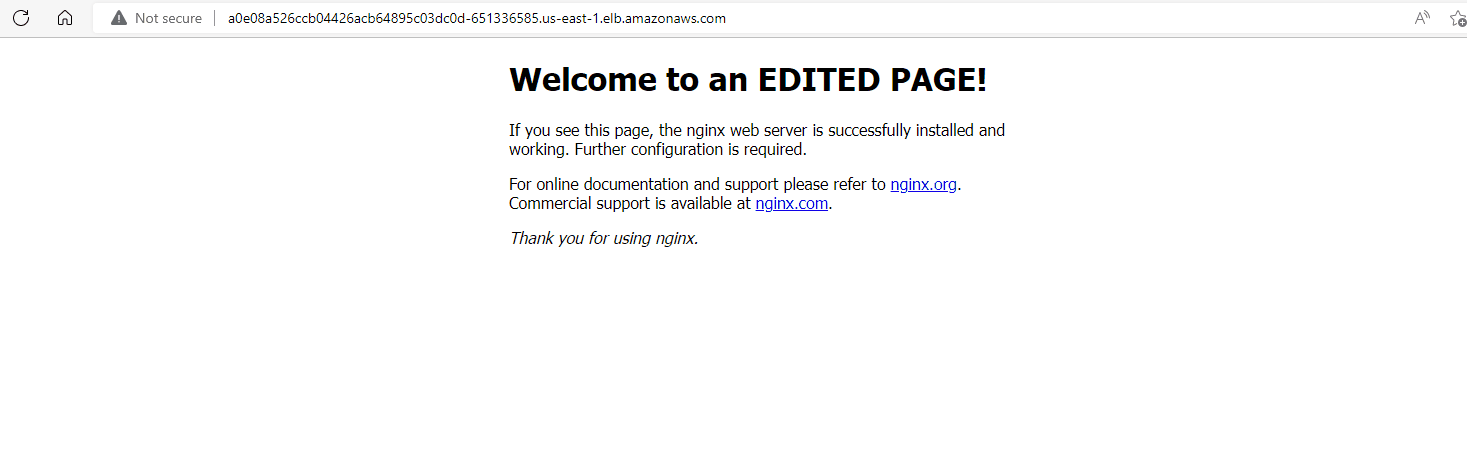 Not secure a0e08a526ccb04426acb64895c03dc0d-651336585.us-east-1.elb.amazonaws.com
Welcome to an EDITED PAGE!
If you see this page, the nginx web server is successfully installed and
working. Further configuration is required.
For online documentation and support please refer to nginx.org.
Commercial support is available at nginx.com.
Thank you for using nginx.